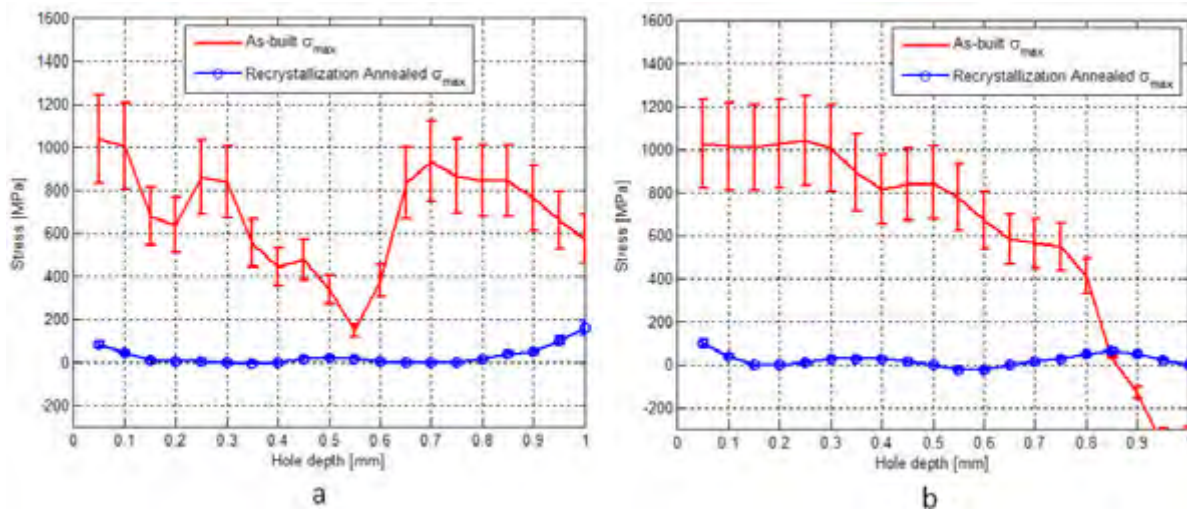 1600
1400
1200
1000
800
600
400
200
0
-200
Stress [MPa]
As-built σmax
Recrystallization Annealed σmax
0 0.1 0.2 0.3 0.4 0.5 0.6 0.7 0.8 0.9 1
Hole depth [mm]
a
1600
1400
1200
1000
800
600
400
200
0
-200
Stress [MPa]
As-built σmax
Recrystallization Annealed σmax
0 0.1 0.2 0.3 0.4 0.5 0.6 0.7 0.8 0.9
Hole depth [mm]
b